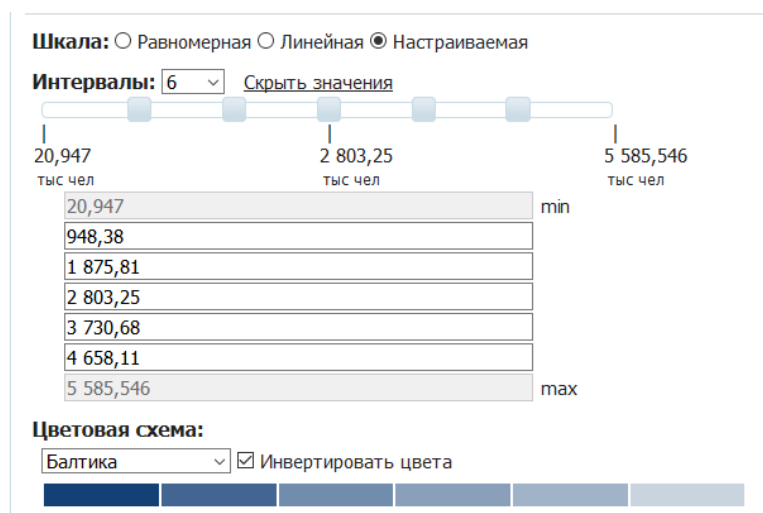 Шкала: Равномерная Линейная Настраиваемая
Интервалы: 6 Скрыть значения
20,947 2 803,25 5 585,546
тыс чел тыс чел тыс чел
20,947 min
948,38
1 875,81
2 803,25
3 730,68
4 658,11
5 585,546 max
Цветовая схема:
Балтика Инвертировать цвета